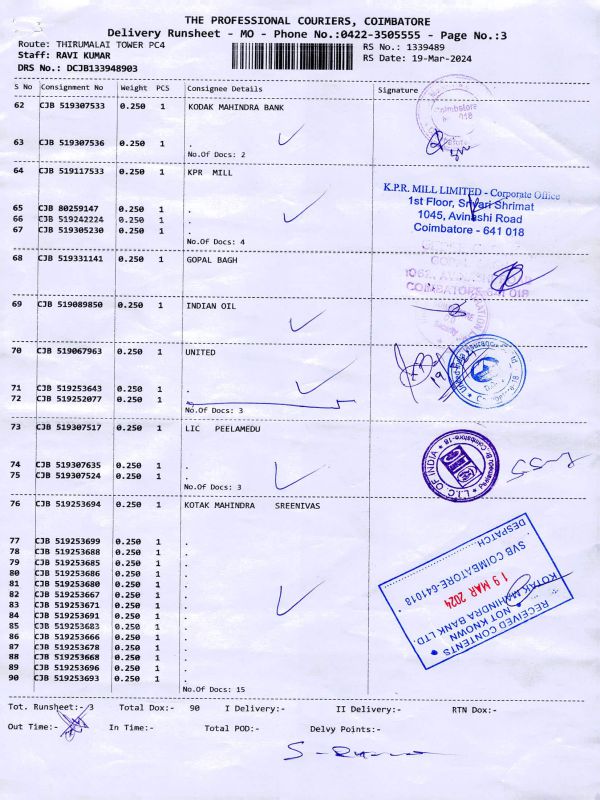 THE PROFESSIONAL COURIERS, COIMBATORE
Delivery Runsheet - MO - Phone No.:0422-3505555 - Page No.:3
Route: THIRUMALAI TOWER PC4
RS No.: 1339489
Staff: RAVI KUMAR
RS Date: 19-Mar-2024
DRS No.: DCJB133948903
S No Consignment No Weight PCS Consignee Details Signature
62 CJB 519307533 0.250 1 KODAK MAHINDRA BANK
Coimbatore
018
63 CJB 519307536 0.250 1 .
No.Of Docs: 2
64 CJB 519117533 0.250 1 KPR MILL
K.P.R. MILL LIMITED - Corporate Office
1st Floor, Srivari Shrimat
1045, Avinashi Road
Coimbatore - 641 018
65 CJB 80259147 0.250 1 .
66 CJB 519242224 0.250 1 .
67 CJB 519305230 0.250 1 .
No.Of Docs: 4
68 CJB 519331141 0.250 1 GOPAL BAGH
COIMBATORE-641 018
69 CJB 519089850 0.250 1 INDIAN OIL
70 CJB 519067963 0.250 1 UNITED
71 CJB 519253643 0.250 1 .
72 CJB 519252077 0.250 1 .
No.Of Docs: 3
73 CJB 519307517 0.250 1 LIC PEELAMEDU
L.I.C. OF INDIA
Coimbatore-18
74 CJB 519307635 0.250 1 .
75 CJB 519307524 0.250 1 .
No.Of Docs: 3
76 CJB 519253694 0.250 1 KOTAK MAHINDRA SREENIVAS
RECEIVED CONTENTS
NOT KNOWN
KOTAK MAHINDRA BANK LTD.
19 MAR 2024
SVB COIMBATORE-641018
DESPATCH
77 CJB 519253699 0.250 1 .
78 CJB 519253688 0.250 1 .
79 CJB 519253685 0.250 1 .
80 CJB 519253686 0.250 1 .
81 CJB 519253680 0.250 1 .
82 CJB 519253667 0.250 1 .
83 CJB 519253671 0.250 1 .
84 CJB 519253691 0.250 1 .
85 CJB 519253683 0.250 1 .
86 CJB 519253666 0.250 1 .
87 CJB 519253678 0.250 1 .
88 CJB 519253668 0.250 1 .
89 CJB 519253696 0.250 1 .
90 CJB 519253693 0.250 1 .
No.Of Docs: 15
Tot. Runsheet:- 3 Total Dox:- 90 I Delivery:- II Delivery:- RTN Dox:-
Out Time:- In Time:- Total POD:- Delvy Points:-